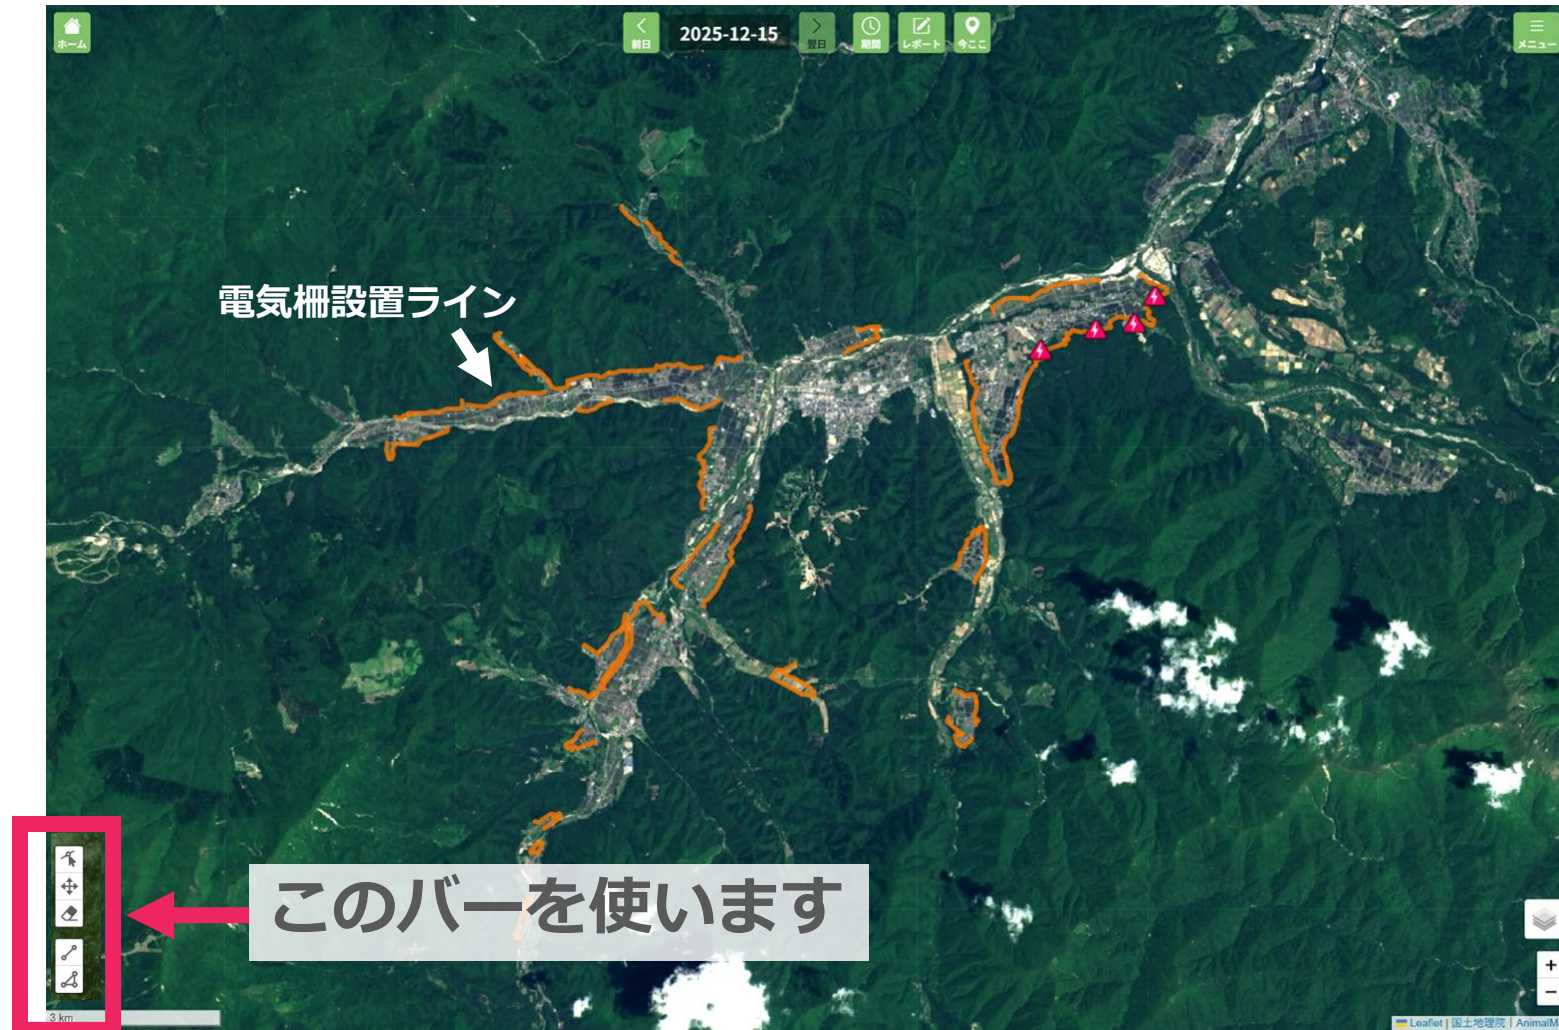 ホーム
前日
2025-12-15
翌日
期間
レポート
今ここ
メニュー
電気柵設置ライン
このバーを使います
3 km
+
−
Leaflet | 国土地理院 | AnimalM